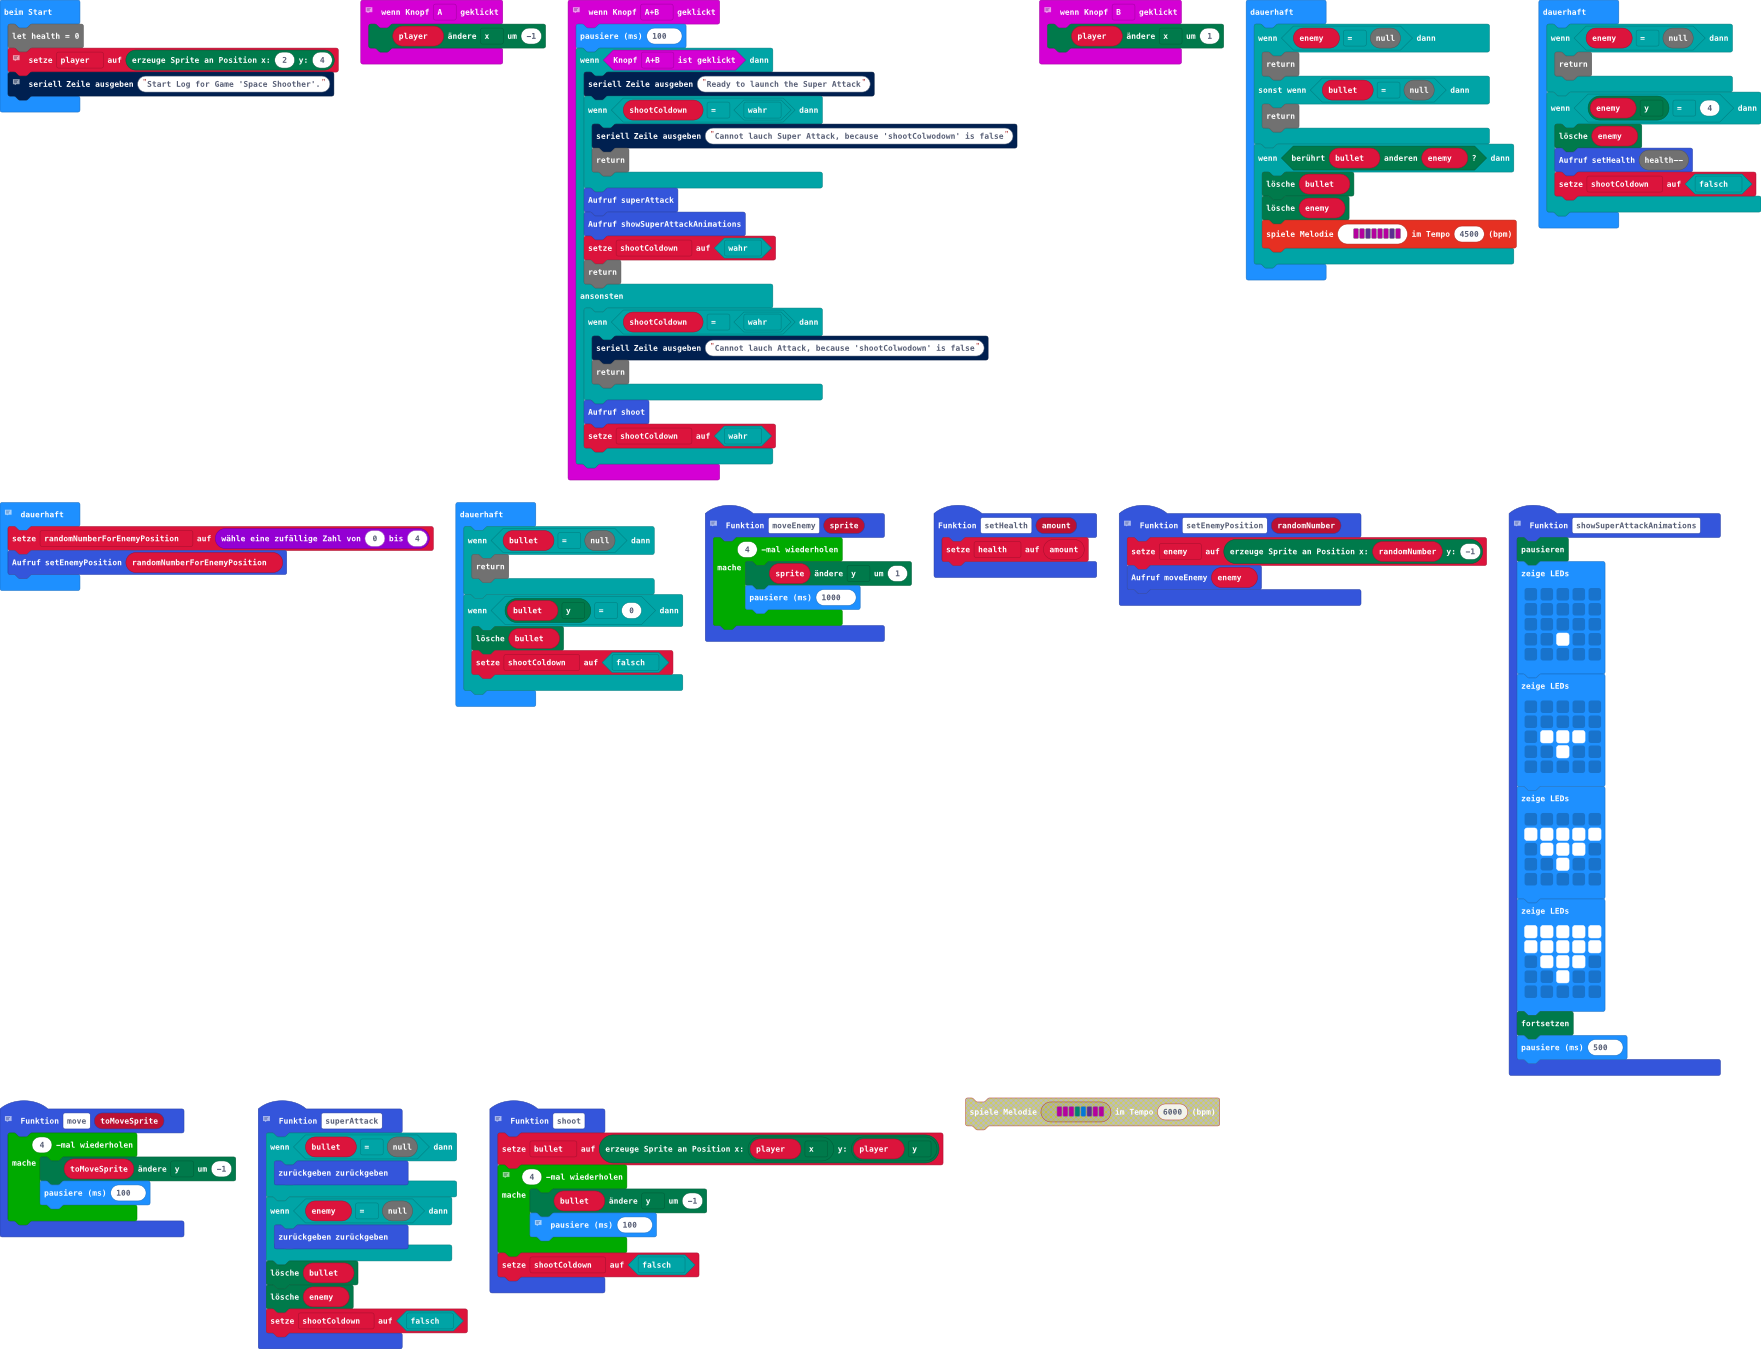 beim Start
let health = 0
setze player auf erzeuge Sprite an Position x: 2 y: 4
seriell Zeile ausgeben "Start Log for Game 'Space Shoother'."
wenn Knopf A geklickt
player ändere x um -1
wenn Knopf A+B geklickt
pausiere (ms) 100
wenn Knopf A+B ist geklickt dann
seriell Zeile ausgeben "Ready to launch the Super Attack"
wenn shootColdown = wahr dann
seriell Zeile ausgeben "Cannot lauch Super Attack, because 'shootColwodown' is false"
return
Aufruf superAttack
Aufruf showSuperAttackAnimations
setze shootColdown auf wahr
return
ansonsten
wenn shootColdown = wahr dann
seriell Zeile ausgeben "Cannot lauch Attack, because 'shootColwodown' is false"
return
Aufruf shoot
setze shootColdown auf wahr
wenn Knopf B geklickt
player ändere x um 1
dauerhaft
wenn enemy = null dann
return
sonst wenn bullet = null dann
return
wenn berührt bullet anderen enemy ? dann
lösche bullet
lösche enemy
spiele Melodie im Tempo 4500 (bpm)
dauerhaft
wenn enemy = null dann
return
wenn enemy y = 4 dann
lösche enemy
Aufruf setHealth health--
setze shootColdown auf falsch
dauerhaft
setze randomNumberForEnemyPosition auf wähle eine zufällige Zahl von 0 bis 4
Aufruf setEnemyPosition randomNumberForEnemyPosition
dauerhaft
wenn bullet = null dann
return
wenn bullet y = 0 dann
lösche bullet
setze shootColdown auf falsch
Funktion moveEnemy sprite
4 -mal wiederholen
mache sprite ändere y um 1
pausiere (ms) 1000
Funktion setHealth amount
setze health auf amount
Funktion setEnemyPosition randomNumber
setze enemy auf erzeuge Sprite an Position x: randomNumber y: -1
Aufruf moveEnemy enemy
Funktion showSuperAttackAnimations
pausieren
zeige LEDs
zeige LEDs
zeige LEDs
zeige LEDs
fortsetzen
pausiere (ms) 500
Funktion move toMoveSprite
4 -mal wiederholen
mache toMoveSprite ändere y um -1
pausiere (ms) 100
Funktion superAttack
wenn bullet = null dann
zurückgeben zurückgeben
wenn enemy = null dann
zurückgeben zurückgeben
lösche bullet
lösche enemy
setze shootColdown auf falsch
Funktion shoot
setze bullet auf erzeuge Sprite an Position x: player x y: player y
4 -mal wiederholen
mache bullet ändere y um -1
pausiere (ms) 100
setze shootColdown auf falsch
spiele Melodie im Tempo 6000 (bpm)